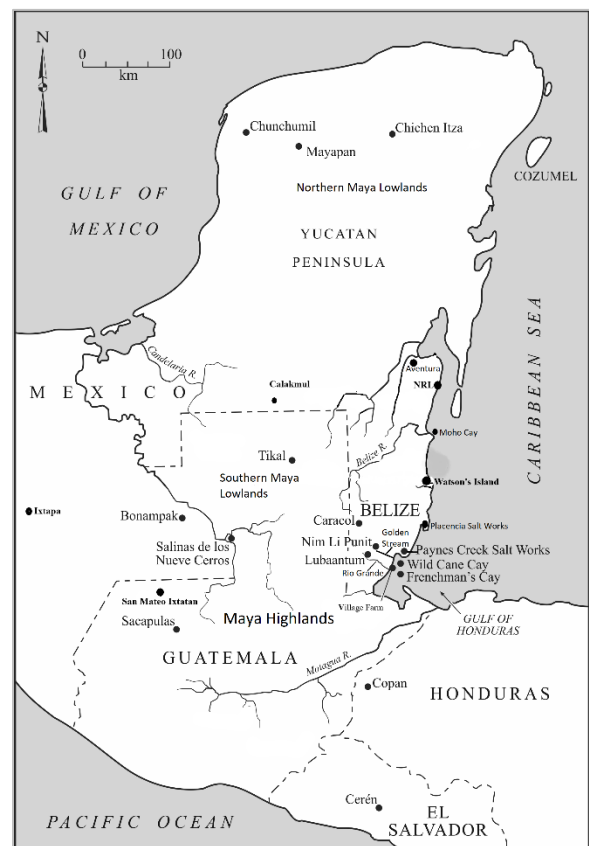 N
0 100
km
Chunchumil
Chichen Itza
Mayapan
COZUMEL
Northern Maya Lowlands
GULF OF
MEXICO
YUCATAN
PENINSULA
CARIBBEAN SEA
Candelaria R.
Aventura
MEXICO
NRL
Calakmul
Moho Cay
Tikal
Belize R.
Southern Maya
Lowlands
Watson's Island
BELIZE
Ixtapa
Bonampak
Caracol
Placencia Salt Works
Golden
Stream
Salinas de los
Nueve Cerros
Nim Li Punit
Paynes Creek Salt Works
Lubaantum
Wild Cane Cay
Rio Grande
Frenchman's Cay
San Mateo Ixtatan
Village Farm
Maya Highlands
GULF OF
HONDURAS
Sacapulas
GUATEMALA
Motagua R.
Copan
HONDURAS
Cerén
EL
SALVADOR
PACIFIC OCEAN